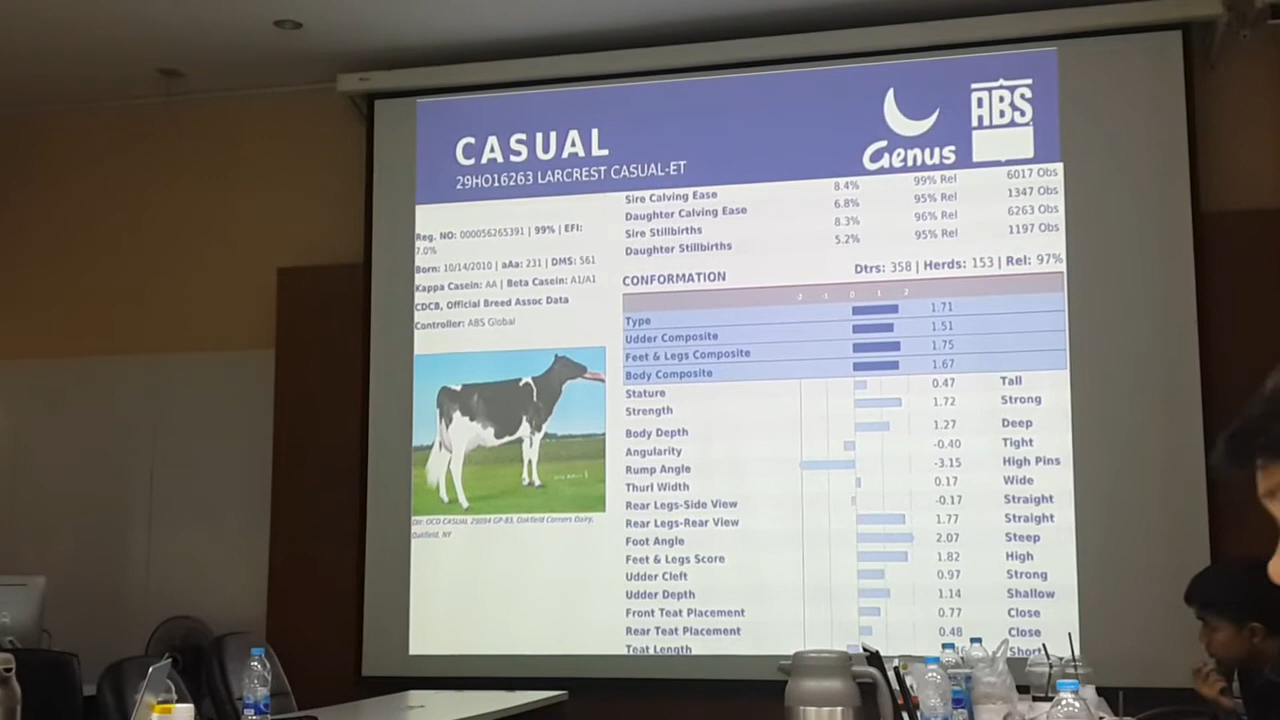 CASUAL
29HO16263 LARCREST CASUAL-ET
Genus
ABS
Reg. NO: 000056265391 | 99% | EFI:
7.0%
Born: 10/14/2010 | aAa: 231 | DMS: 561
Kappa Casein: AA | Beta Casein: A1/A1
CDCB, Official Breed Assoc Data
Controller: ABS Global
Dtr: OCD CASUAL 29094 GP-83, Oakfield Corners Dairy,
Oakfield, NY
Sire Calving Ease 8.4% 99% Rel 6017 Obs
Daughter Calving Ease 6.8% 95% Rel 1347 Obs
Sire Stillbirths 8.3% 96% Rel 6263 Obs
Daughter Stillbirths 5.2% 95% Rel 1197 Obs
CONFORMATION Dtrs: 358 | Herds: 153 | Rel: 97%
-2 -1 0 1 2
Type 1.71
Udder Composite 1.51
Feet & Legs Composite 1.75
Body Composite 1.67
Stature 0.47 Tall
Strength 1.72 Strong
Body Depth 1.27 Deep
Angularity -0.40 Tight
Rump Angle -3.15 High Pins
Thurl Width 0.17 Wide
Rear Legs-Side View -0.17 Straight
Rear Legs-Rear View 1.77 Straight
Foot Angle 2.07 Steep
Feet & Legs Score 1.82 High
Udder Cleft 0.97 Strong
Udder Depth 1.14 Shallow
Front Teat Placement 0.77 Close
Rear Teat Placement 0.48 Close
Teat Length Short